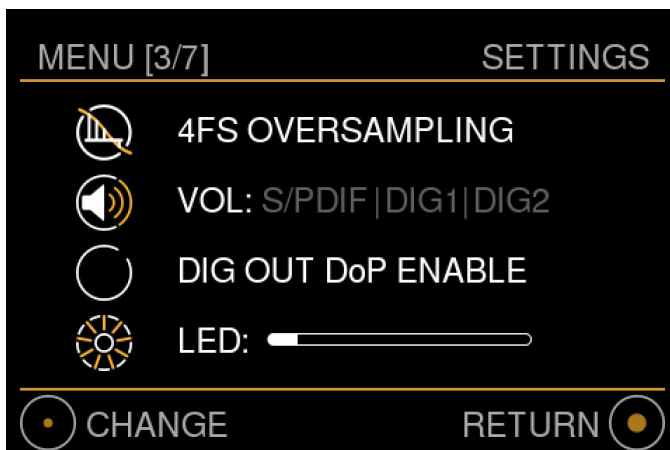 MENU [3/7] SETTINGS
4FS OVERSAMPLING
VOL: S/PDIF|DIG1|DIG2
DIG OUT DoP ENABLE
LED:
CHANGE RETURN